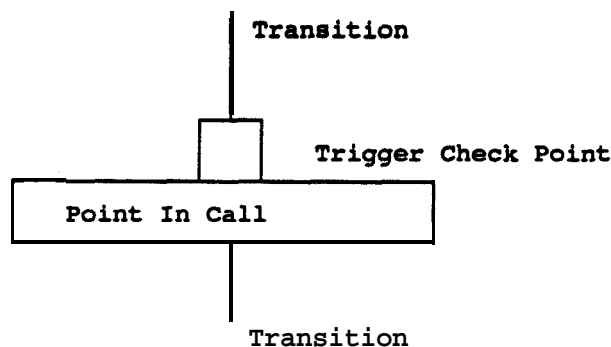 Transition
Trigger Check Point
Point In Call
Transition